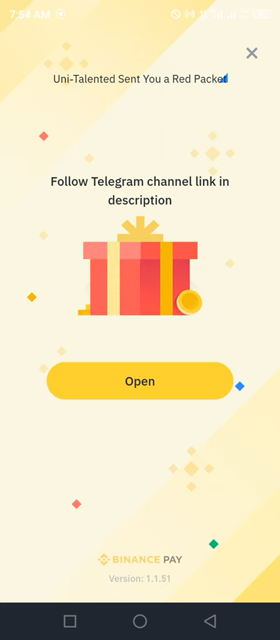 7:54 AM
Uni-Talented Sent You a Red Packet
Follow Telegram channel link in
description
Open
BINANCE PAY
Version: 1.1.51